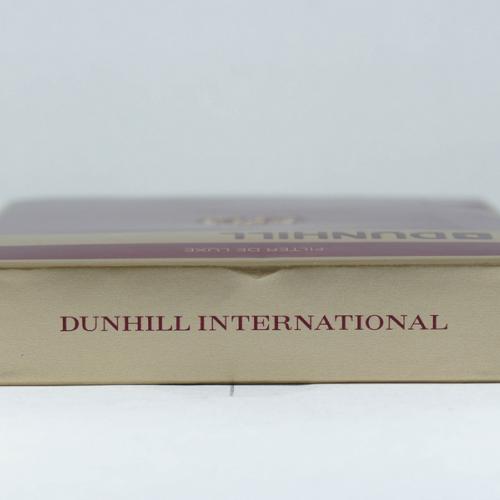 DUNHILL
FILTER DE LUXE
DUNHILL INTERNATIONAL